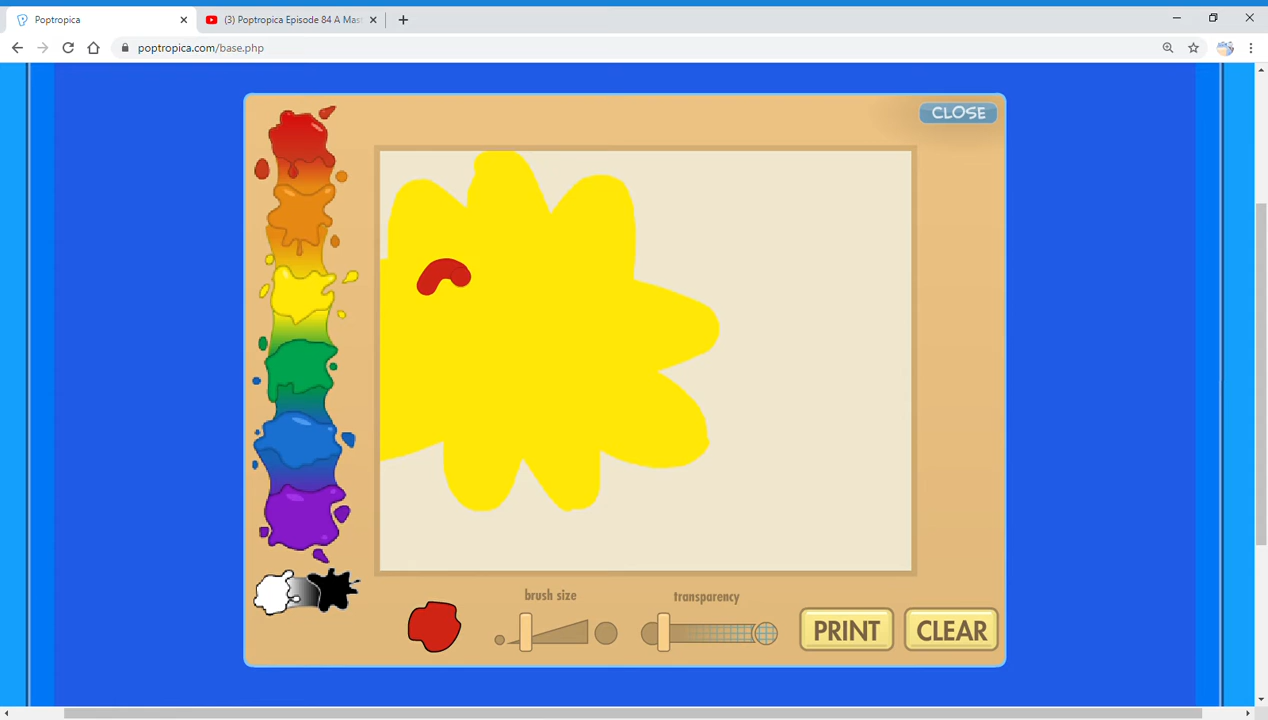 Poptropica
(3) Poptropica Episode 84 A Mas
poptropica.com/base.php
CLOSE
brush size
transparency
PRINT
CLEAR